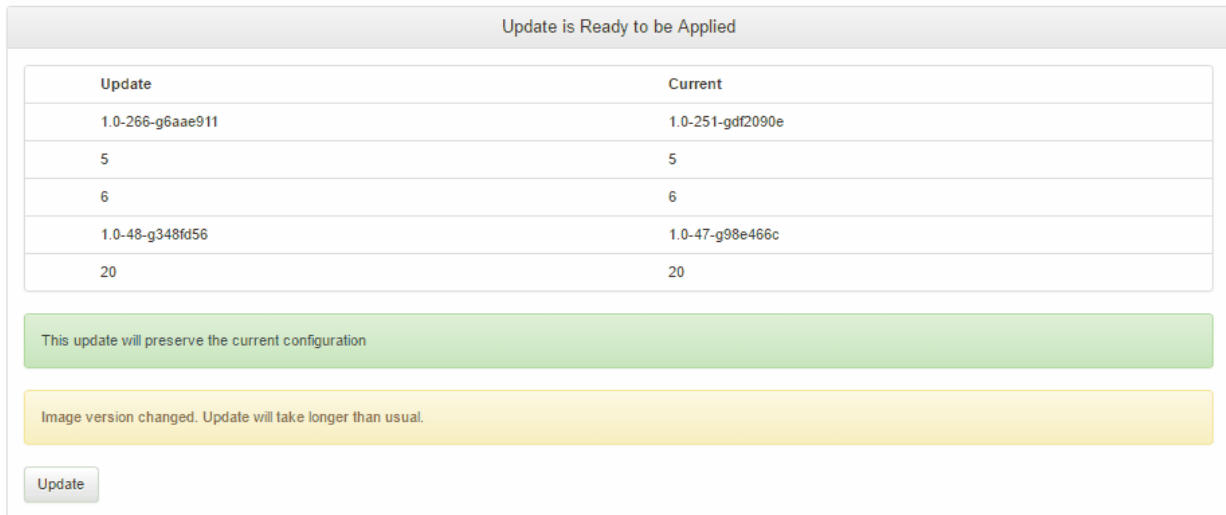 Update is Ready to be Applied
Update Current
1.0-266-g6aae911 1.0-251-gdf2090e
5 5
6 6
1.0-48-g348fd56 1.0-47-g98e466c
20 20
This update will preserve the current configuration
Image version changed. Update will take longer than usual.
Update